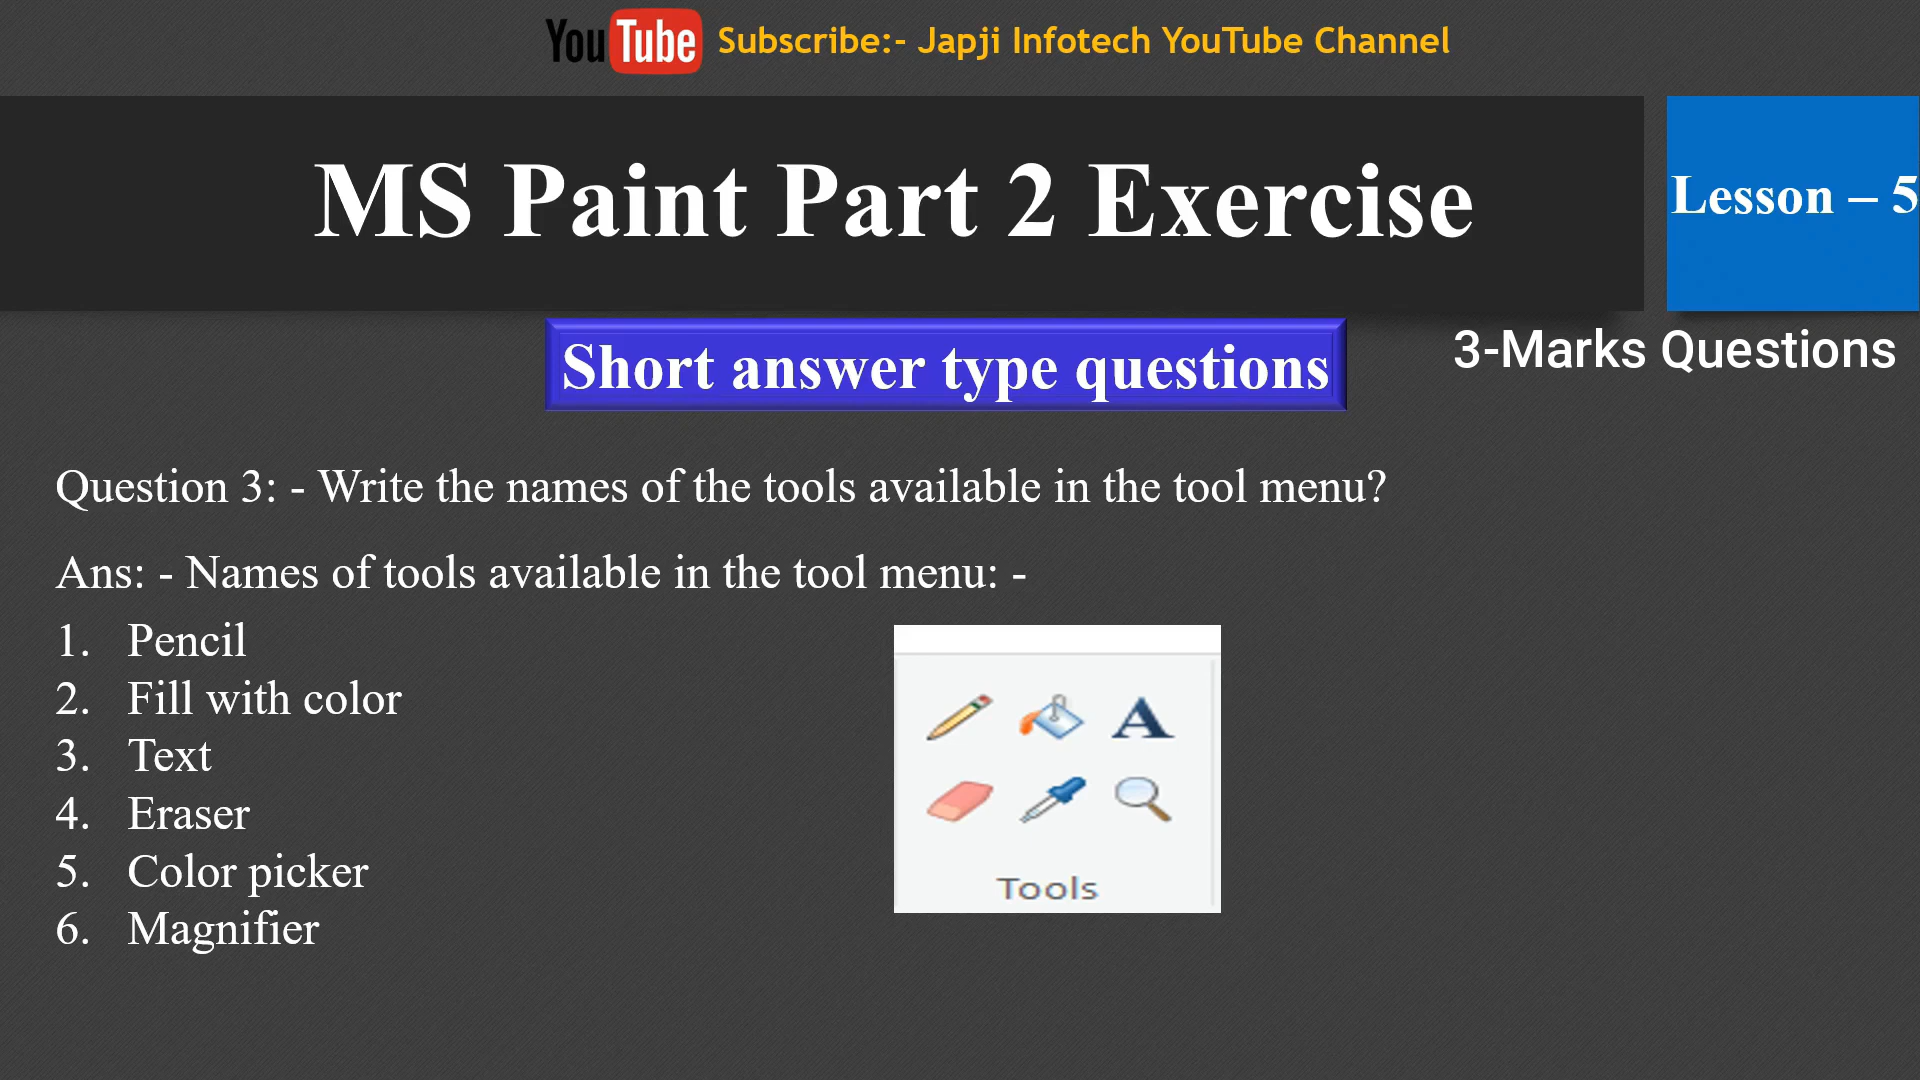 YouTube Subscribe:- Japji Infotech YouTube Channel
MS Paint Part 2 Exercise
Lesson – 5
Short answer type questions
3-Marks Questions
Question 3: - Write the names of the tools available in the tool menu?
Ans: - Names of tools available in the tool menu: -
1. Pencil
2. Fill with color
3. Text
4. Eraser
5. Color picker
6. Magnifier
A
Tools